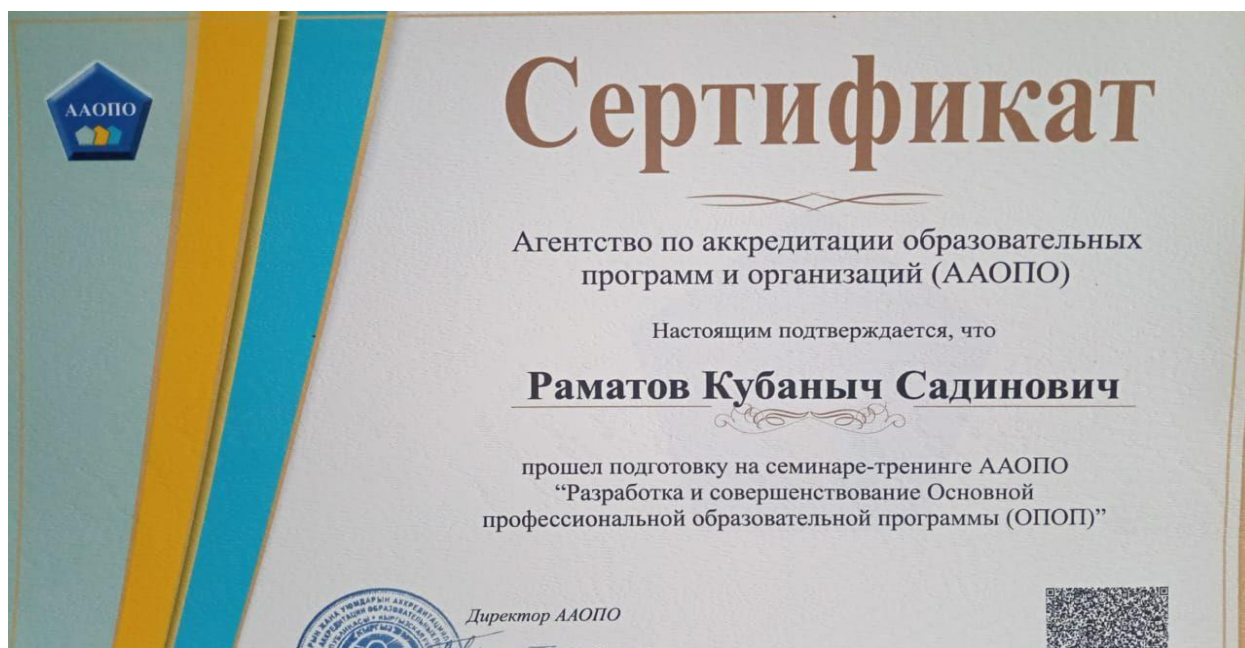 ААОПО
Сертификат
Агентство по аккредитации образовательных
программ и организаций (ААОПО)
Настоящим подтверждается, что
Раматов Кубаныч Садинович
прошел подготовку на семинаре-тренинге ААОПО
“Разработка и совершенствование Основной
профессиональной образовательной программы (ОПОП)”
Директор ААОПО